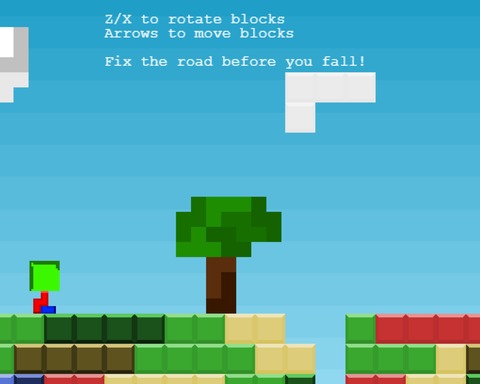 Z/X to rotate blocks
Arrows to move blocks
Fix the road before you fall!